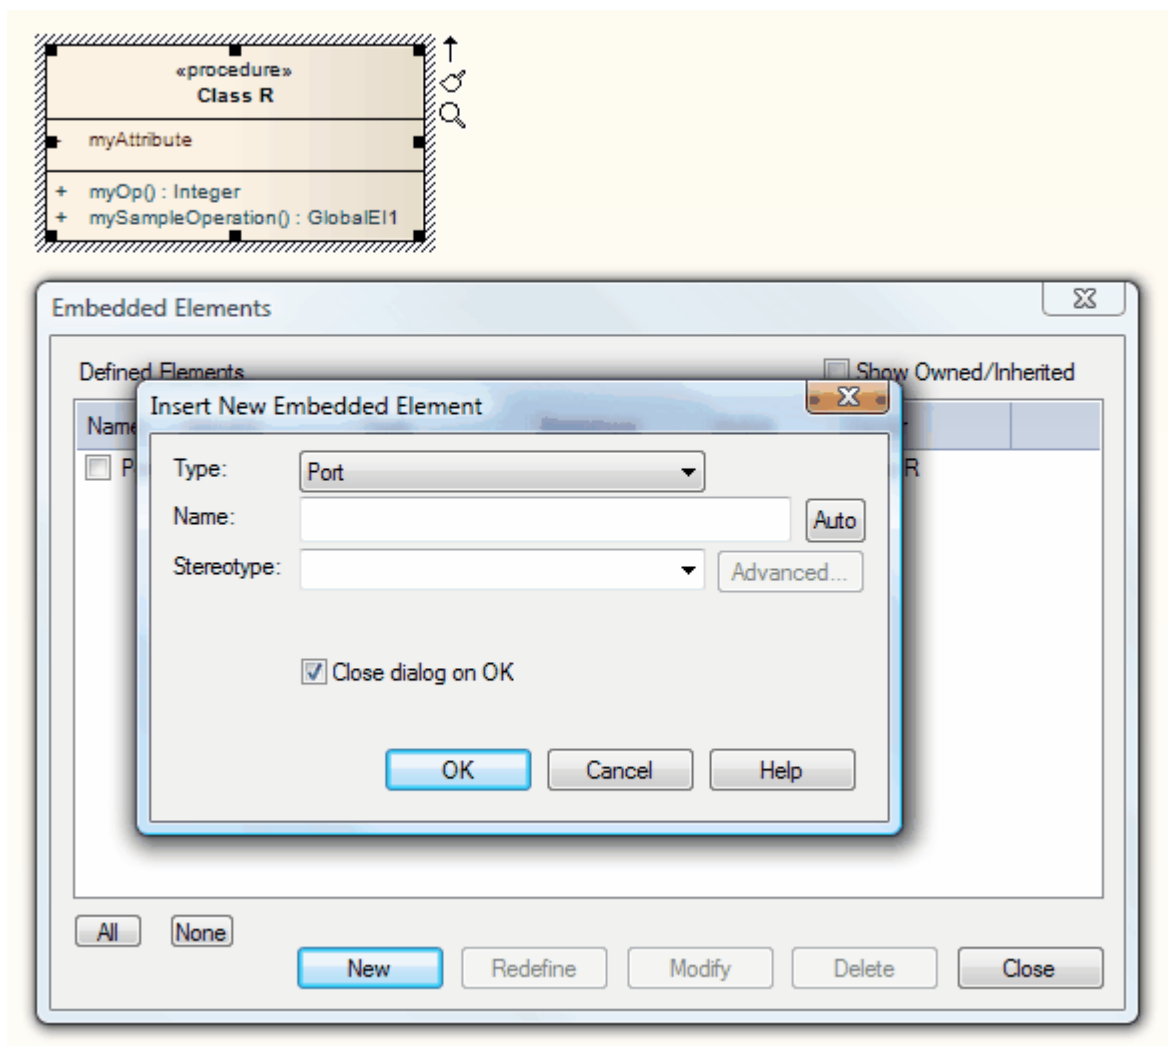 «procedure»
Class R
- myAttribute
+ myOp() : Integer
+ mySampleOperation() : GlobalEl1
Embedded Elements
Defined Elements Show Owned/Inherited
Insert New Embedded Element
Name
P R
Type: Port
Name: Auto
Stereotype: Advanced...
Close dialog on OK
OK Cancel Help
All None
New Redefine Modify Delete Close